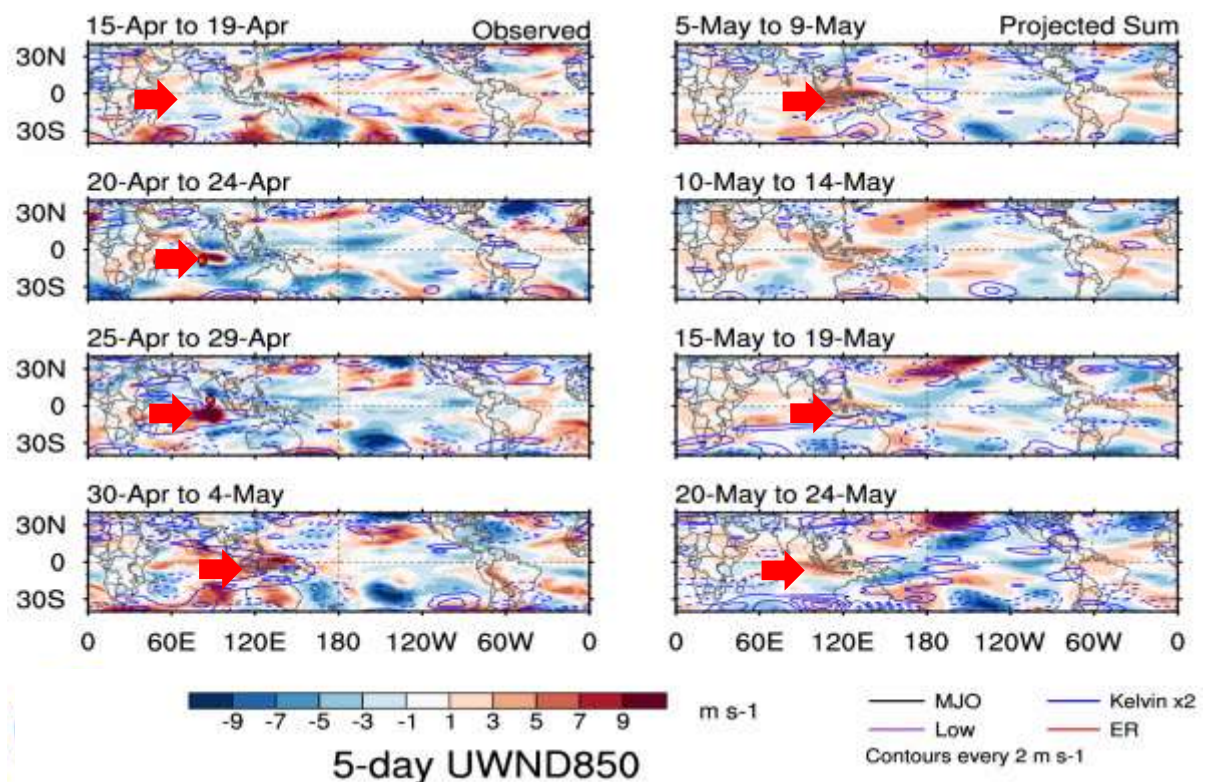 15-Apr to 19-Apr Observed
30N
0
30S
20-Apr to 24-Apr
30N
0
30S
25-Apr to 29-Apr
30N
0
30S
30-Apr to 4-May
30N
0
30S
0 60E 120E 180 120W 60W 0
5-May to 9-May Projected Sum
10-May to 14-May
15-May to 19-May
20-May to 24-May
0 60E 120E 180 120W 60W 0
-9 -7 -5 -3 -1 1 3 5 7 9 m s-1
5-day UWND850
MJO Kelvin x2
Low ER
Contours every 2 m s-1